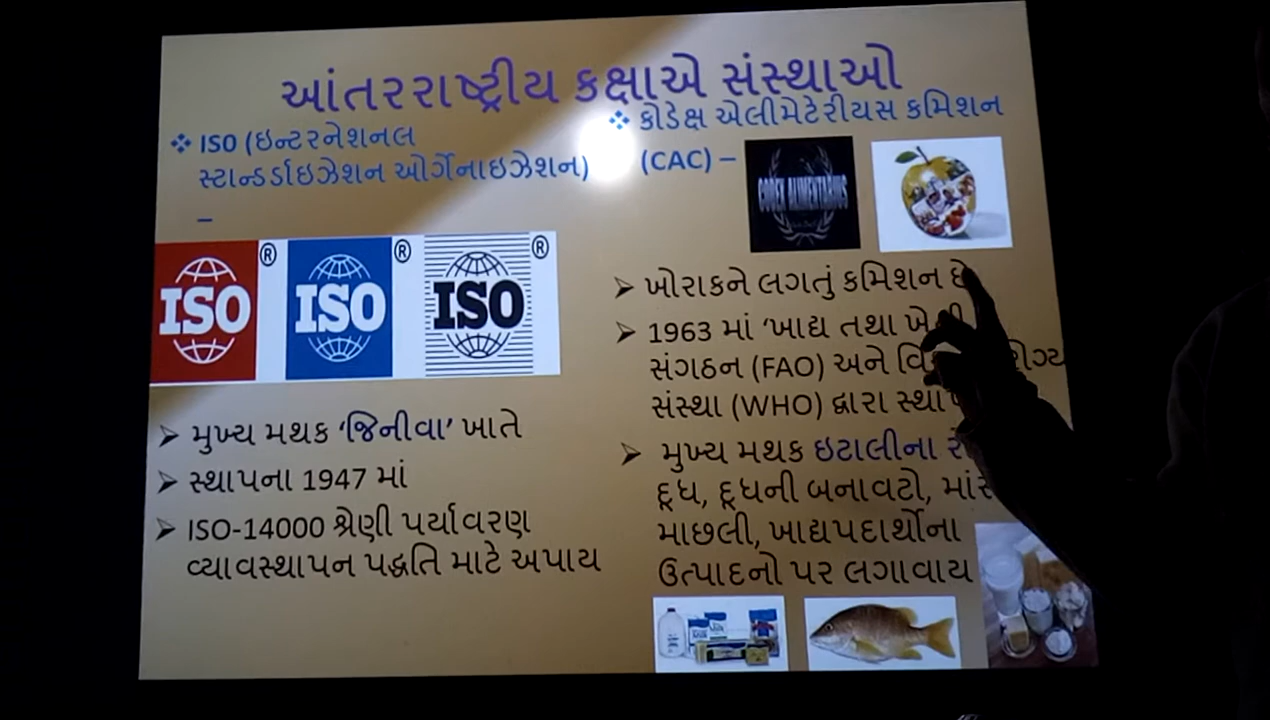 આંતરરાષ્ટ્રીય કક્ષાએ સંસ્થાઓ
❖ ISO (ઇન્ટરનેશનલ
સ્ટાન્ડર્ડાઇઝેશન ઓર્ગેનાઇઝેશન)
–
ISO ®
ISO ®
ISO ®
➢ મુખ્ય મથક ‘જિનીવા’ ખાતે
➢ સ્થાપના 1947 માં
➢ ISO-14000 શ્રેણી પર્યાવરણ
વ્યાવસ્થાપન પદ્ધતિ માટે અપાય
❖ કોડેક્ષ એલીમેટેરીયસ કમિશન
(CAC) –
CODEX ALIMENTARIUS
➢ ખોરાકને લગતું કમિશન
➢ 1963 માં ‘ખાદ્ય તથા
સંગઠન (FAO) અને
સંસ્થા (WHO) દ્વારા
➢ મુખ્ય મથક ઇટાલીના
દૂધ, દૂધની બનાવટો,
માછલી, ખાદ્યપદાર્થોના
ઉત્પાદનો પર લગાવાય